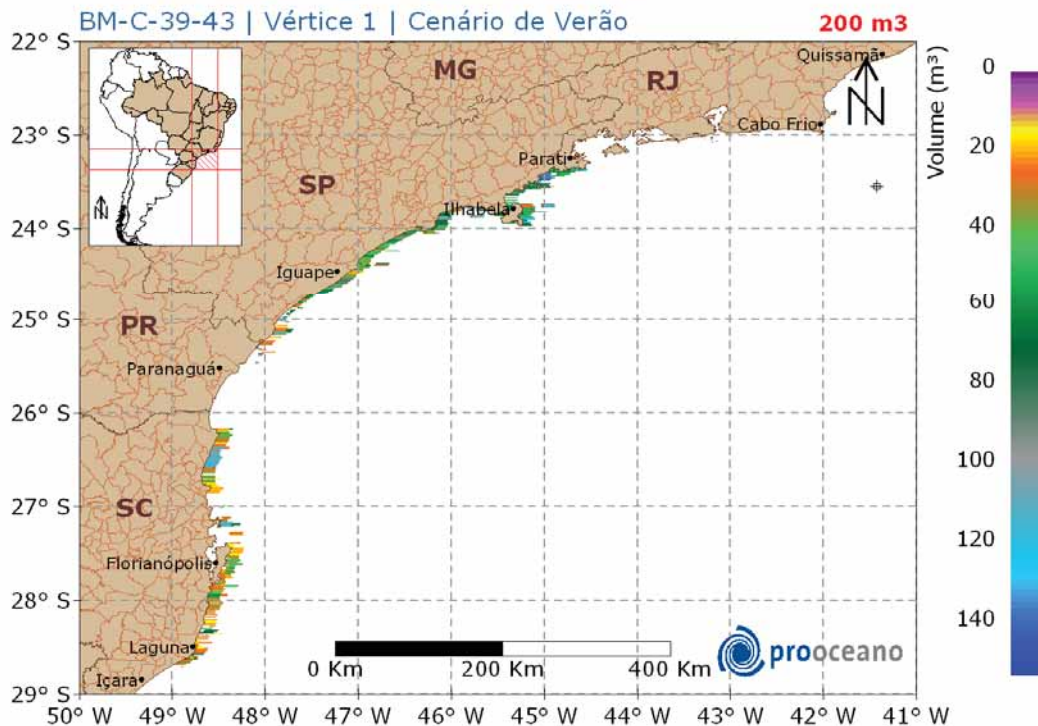 BM-C-39-43 | Vértice 1 | Cenário de Verão
200 m3
22° S
23° S
24° S
25° S
26° S
27° S
28° S
29° S
50° W
49° W
48° W
47° W
46° W
45° W
44° W
43° W
42° W
41° W
MG
RJ
SP
PR
SC
Quissamã
Cabo Frio
Parati
Ilhabela
Iguape
Paranaguá
Florianópolis
Laguna
Içara
N
N
0 Km
200 Km
400 Km
prooceano
Volume (m³)
0
20
40
60
80
100
120
140